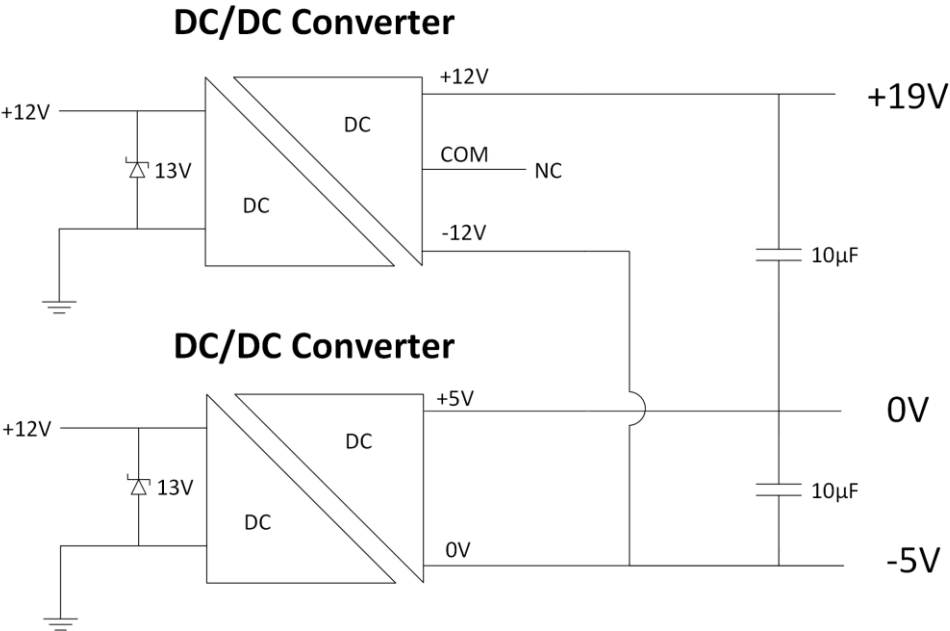 DC/DC Converter
+12V
+12V
+19V
DC
COM
NC
13V
DC
-12V
10µF
DC/DC Converter
+5V
0V
+12V
DC
13V
10µF
DC
0V
-5V